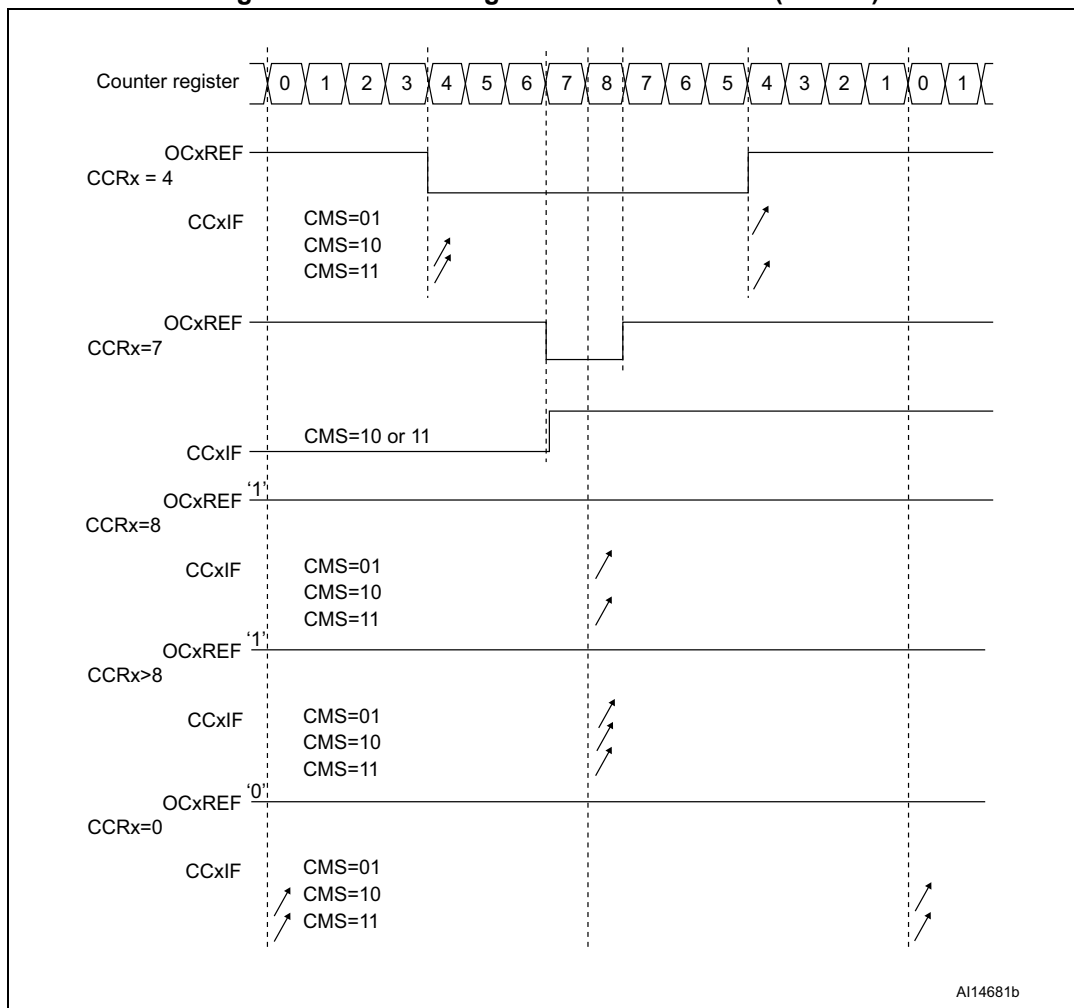 Counter register 0 1 2 3 4 5 6 7 8 7 6 5 4 3 2 1 0 1
OCxREF
CCRx = 4
CCxIF CMS=01
CMS=10
CMS=11
OCxREF
CCRx=7
CMS=10 or 11
CCxIF
OCxREF '1'
CCRx=8
CCxIF CMS=01
CMS=10
CMS=11
OCxREF '1'
CCRx>8
CCxIF CMS=01
CMS=10
CMS=11
OCxREF '0'
CCRx=0
CCxIF CMS=01
CMS=10
CMS=11
AI14681b